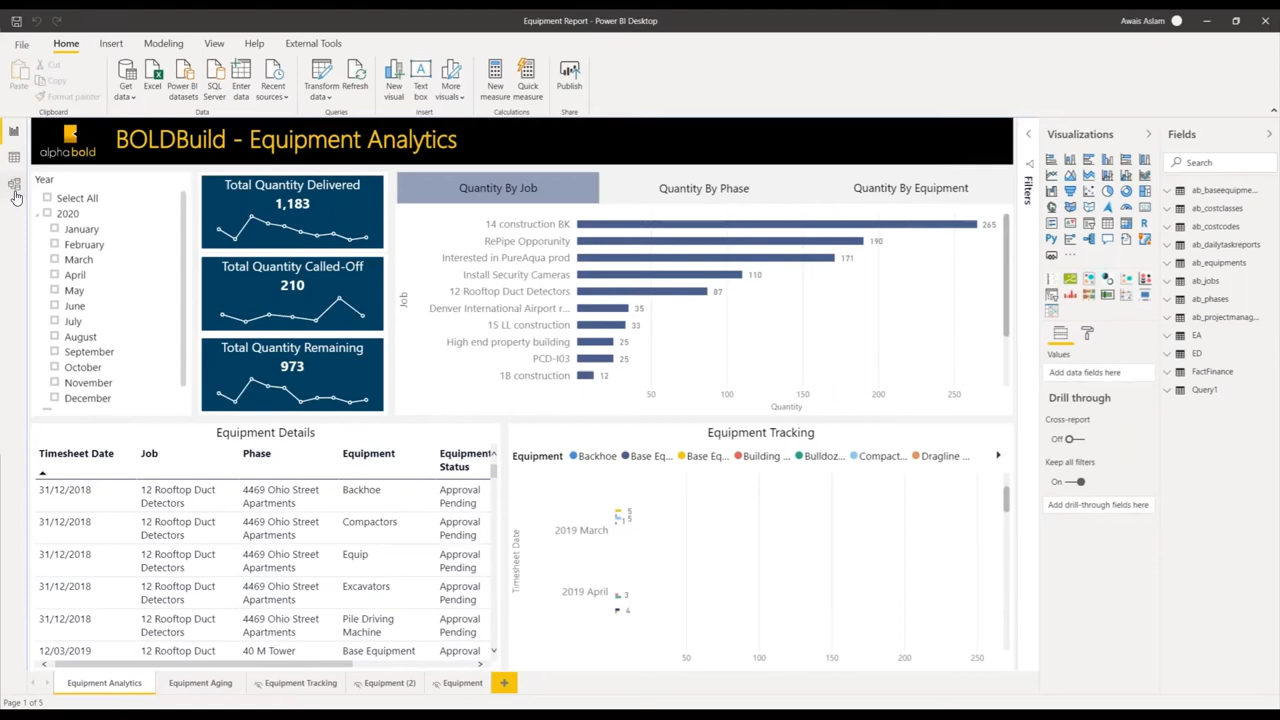 Equipment Report - Power BI Desktop
Awais Aslam
File
Home
Insert
Modeling
View
Help
External Tools
Paste
Cut
Copy
Format painter
Clipboard
Get data
Excel
Power BI datasets
SQL Server
Enter data
Recent sources
Data
Transform data
Refresh
Queries
New visual
Text box
More visuals
Insert
New measure
Quick measure
Calculations
Publish
Share
alphabold
BOLDBuild - Equipment Analytics
Year
Select All
2020
January
February
March
April
May
June
July
August
September
October
November
December
Total Quantity Delivered
1,183
Total Quantity Called-Off
210
Total Quantity Remaining
973
Quantity By Job
Quantity By Phase
Quantity By Equipment
Job
14 construction BK 265
RePipe Opporunity 190
Interested in PureAqua prod 171
Install Security Cameras 110
12 Rooftop Duct Detectors 87
Denver International Airport r... 35
15 LL construction 33
High end property building 25
PCD-I03 25
1B construction 12
50 100 150 200 250
Quantity
Equipment Details
Timesheet Date Job Phase Equipment Equipment Status
31/12/2018 12 Rooftop Duct Detectors 4469 Ohio Street Apartments Backhoe Approval Pending
31/12/2018 12 Rooftop Duct Detectors 4469 Ohio Street Apartments Compactors Approval Pending
31/12/2018 12 Rooftop Duct Detectors 4469 Ohio Street Apartments Equip Approval Pending
31/12/2018 12 Rooftop Duct Detectors 4469 Ohio Street Apartments Excavators Approval Pending
31/12/2018 12 Rooftop Duct Detectors 4469 Ohio Street Apartments Pile Driving Machine Approval Pending
12/03/2019 12 Rooftop Duct 40 M Tower Base Equipment Approval
Equipment Tracking
Equipment Backhoe Base Eq... Base Eq... Building ... Bulldoz... Compact... Dragline ...
Timesheet Date
2019 March
5
5
1
2019 April
3
4
50 100 150 200 250
Filters
Visualizations
Values
Add data fields here
Drill through
Cross-report
Off
Keep all filters
On
Add drill-through fields here
Fields
Search
ab_baseequipme...
ab_costclasses
ab_costcodes
ab_dailytaskreports
ab_equipments
ab_jobs
ab_phases
ab_projectmanag...
EA
ED
FactFinance
Query1
Equipment Analytics
Equipment Aging
Equipment Tracking
Equipment (2)
Equipment
Page 1 of 5